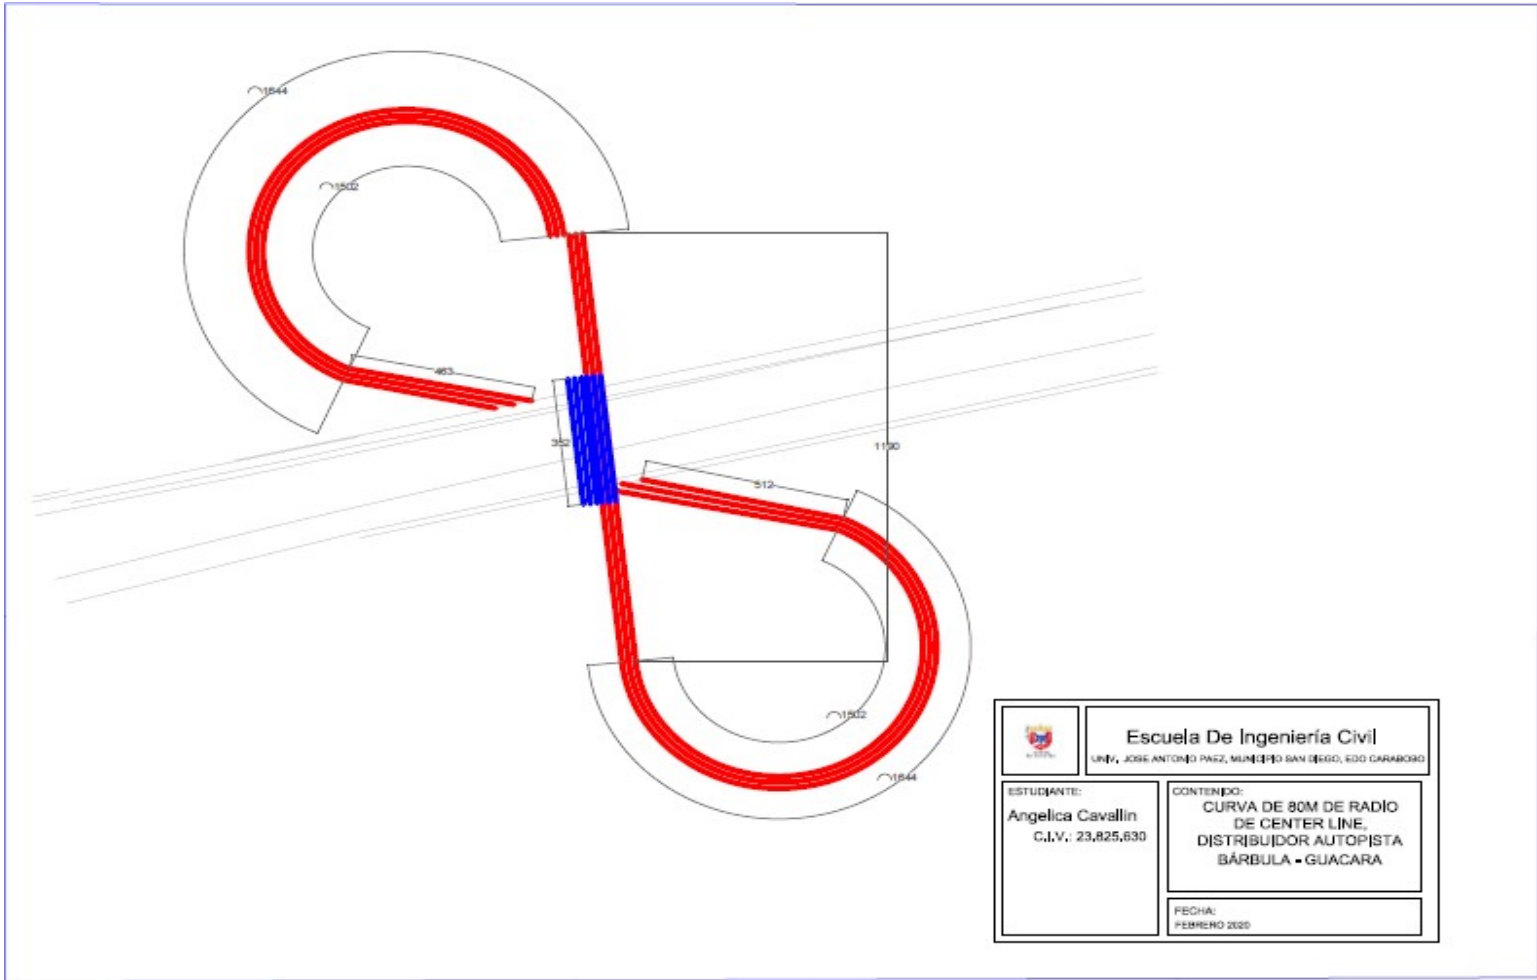 1644
1502
463
352
1190
512
1502
1644
Escuela De Ingeniería Civil
UNIV. JOSE ANTONIO PAEZ, MUNICIPIO SAN DIEGO, EDO CARABOBO
ESTUDIANTE:
Angelica Cavallin
C.I.V.: 23,825,630
CONTENIDO:
CURVA DE 80M DE RADIO
DE CENTER LINE,
DISTRIBUIDOR AUTOPISTA
BÁRBULA - GUACARA
FECHA:
FEBRERO 2020